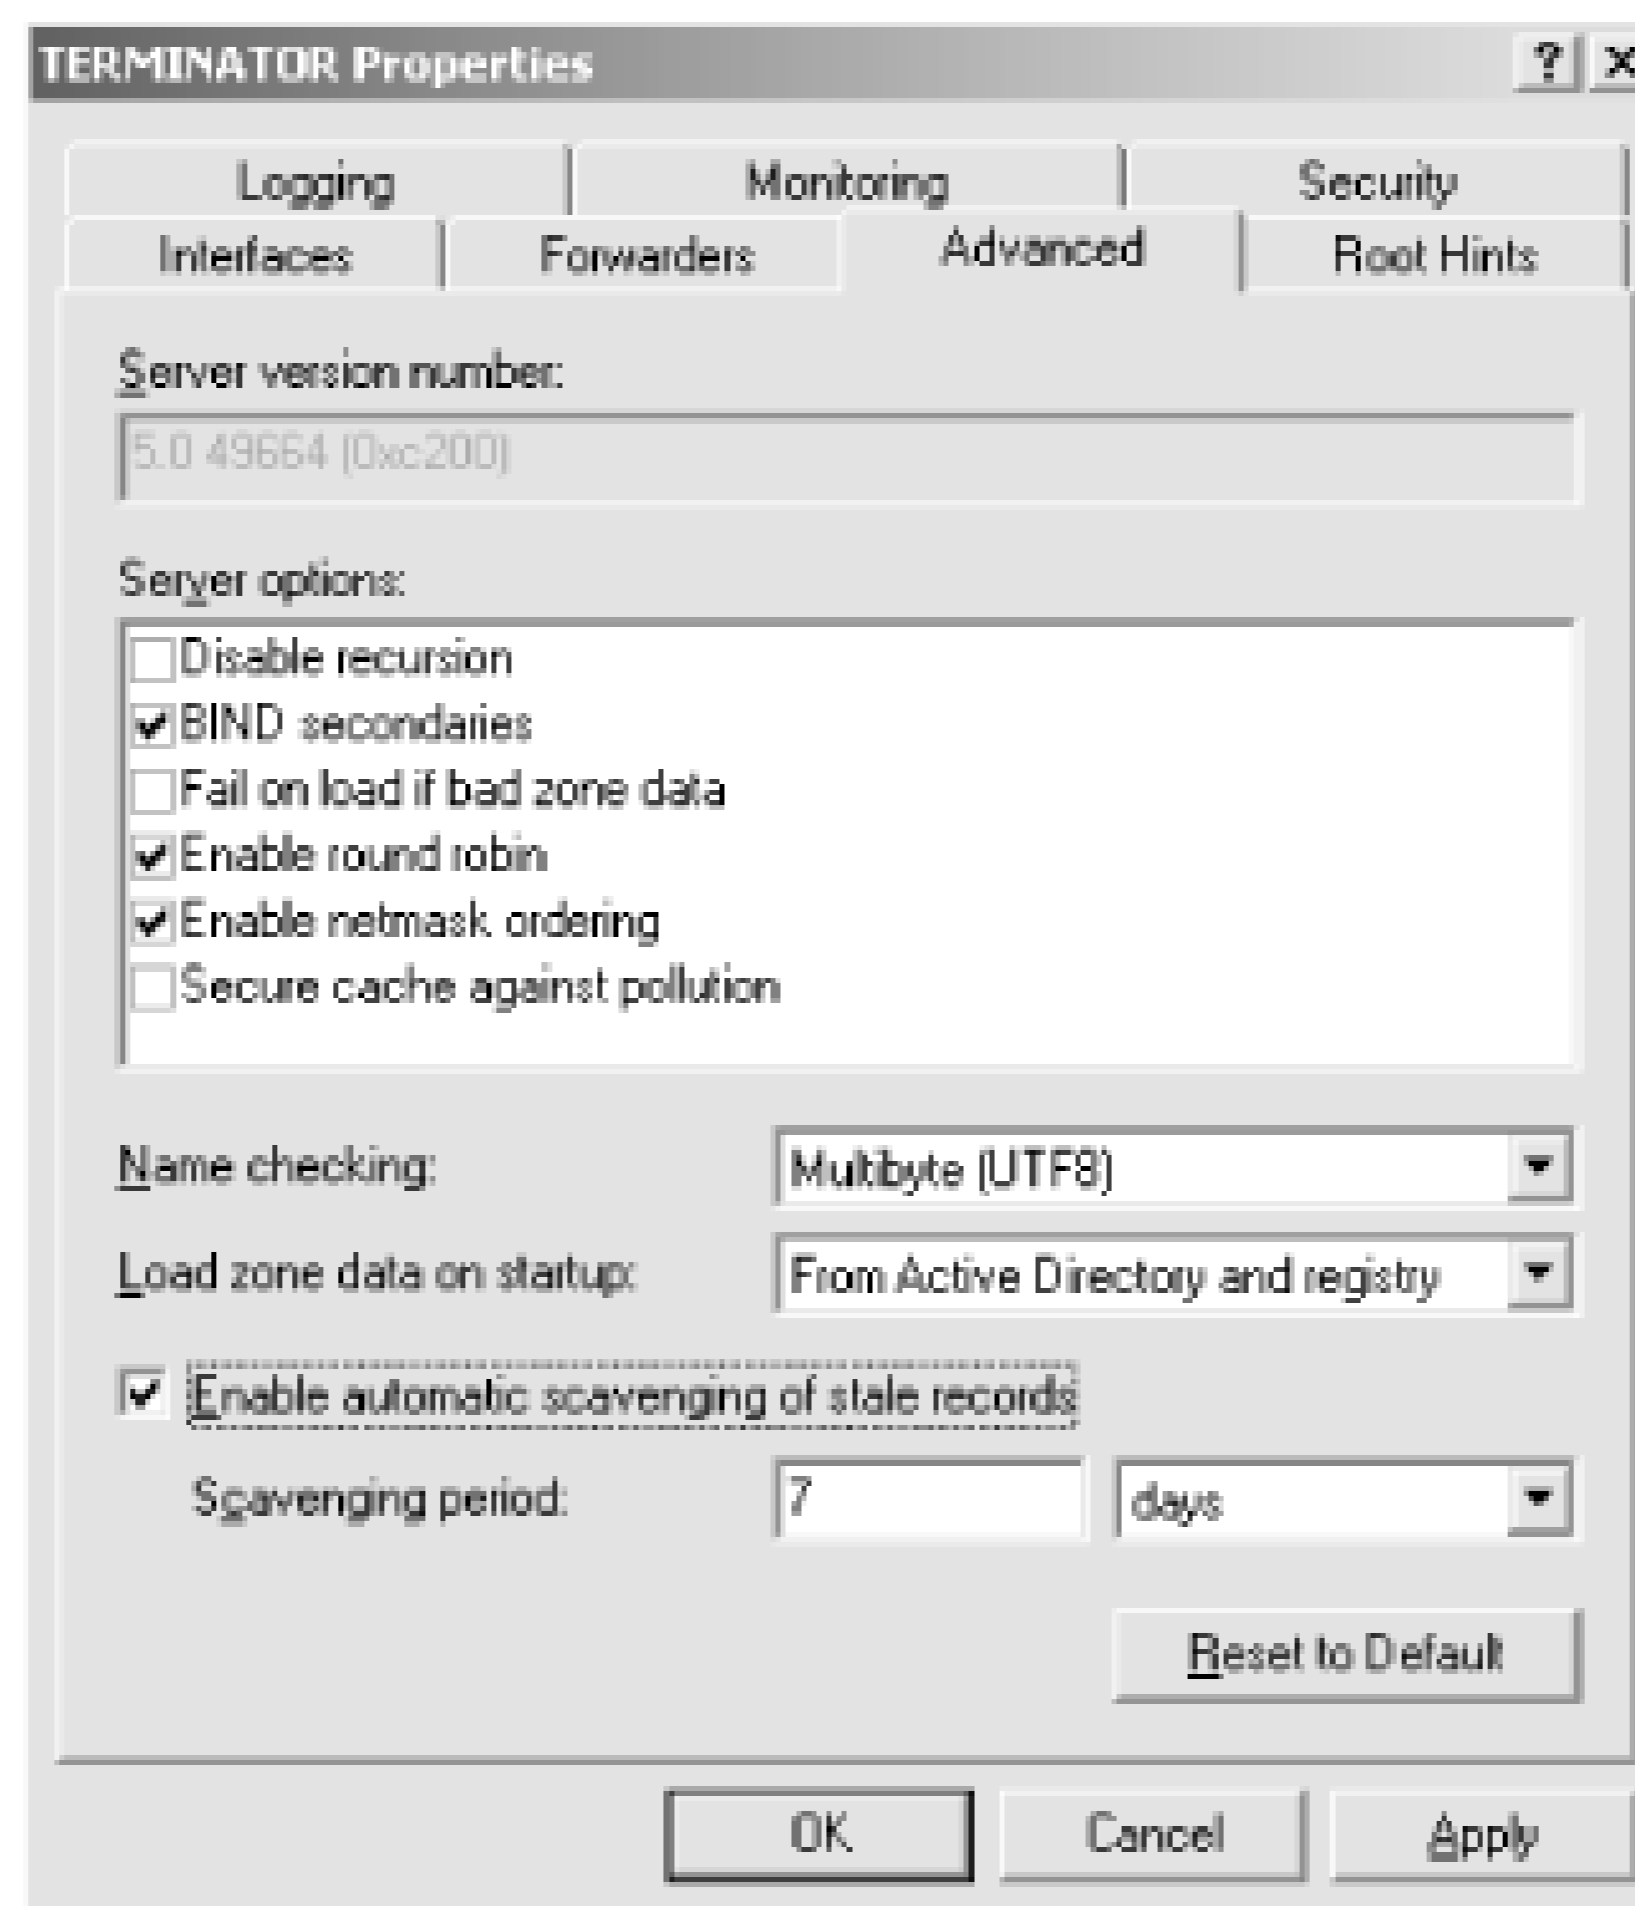 TERMINATOR Properties ? X
Logging Monitoring Security
Interfaces Forwarders Advanced Root Hints
Server version number:
5.0 49664 (0xc200)
Server options:
Disable recursion
BIND secondaries
Fail on load if bad zone data
Enable round robin
Enable netmask ordering
Secure cache against pollution
Name checking: Multibyte (UTF8)
Load zone data on startup: From Active Directory and registry
Enable automatic scavenging of stale records
Scavenging period: 7 days
Reset to Default
OK Cancel Apply